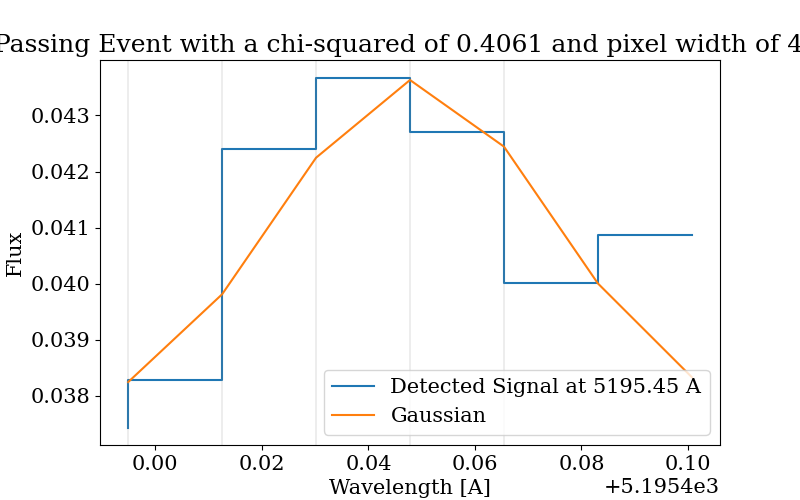 Passing Event with a chi-squared of 0.4061 and pixel width of 4
0.043
0.042
0.041
0.040
0.039
0.038
Flux
Detected Signal at 5195.45 A
Gaussian
0.00 0.02 0.04 0.06 0.08 0.10
Wavelength [A]
+5.1954e3